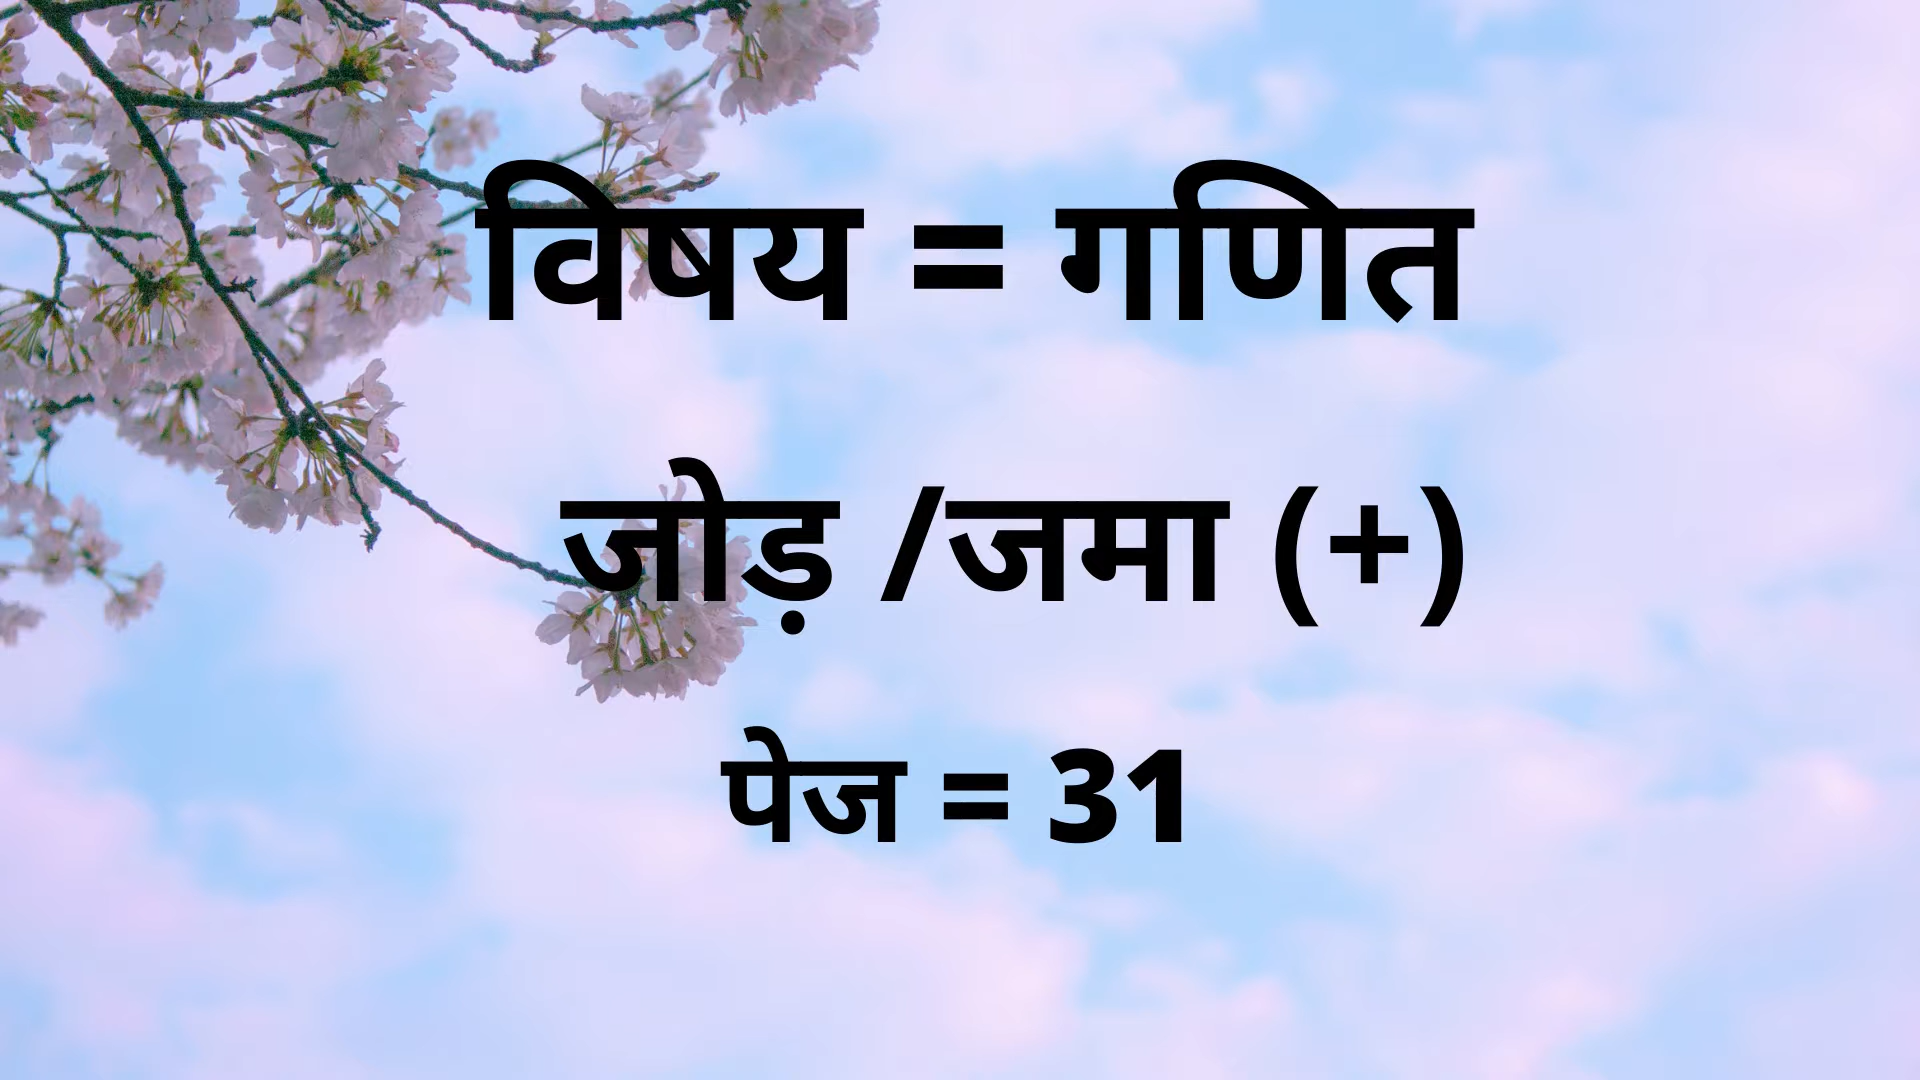 विषय = गणित
जोड़ /जमा (+)
पेज = 31